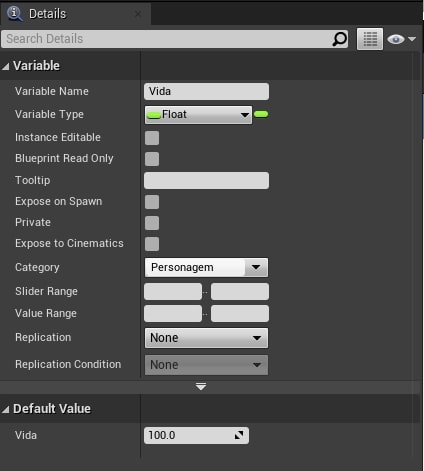 Details
Search Details
Variable
Variable Name Vida
Variable Type Float
Instance Editable
Blueprint Read Only
Tooltip
Expose on Spawn
Private
Expose to Cinematics
Category Personagem
Slider Range ..
Value Range ..
Replication None
Replication Condition None
Default Value
Vida 100.0